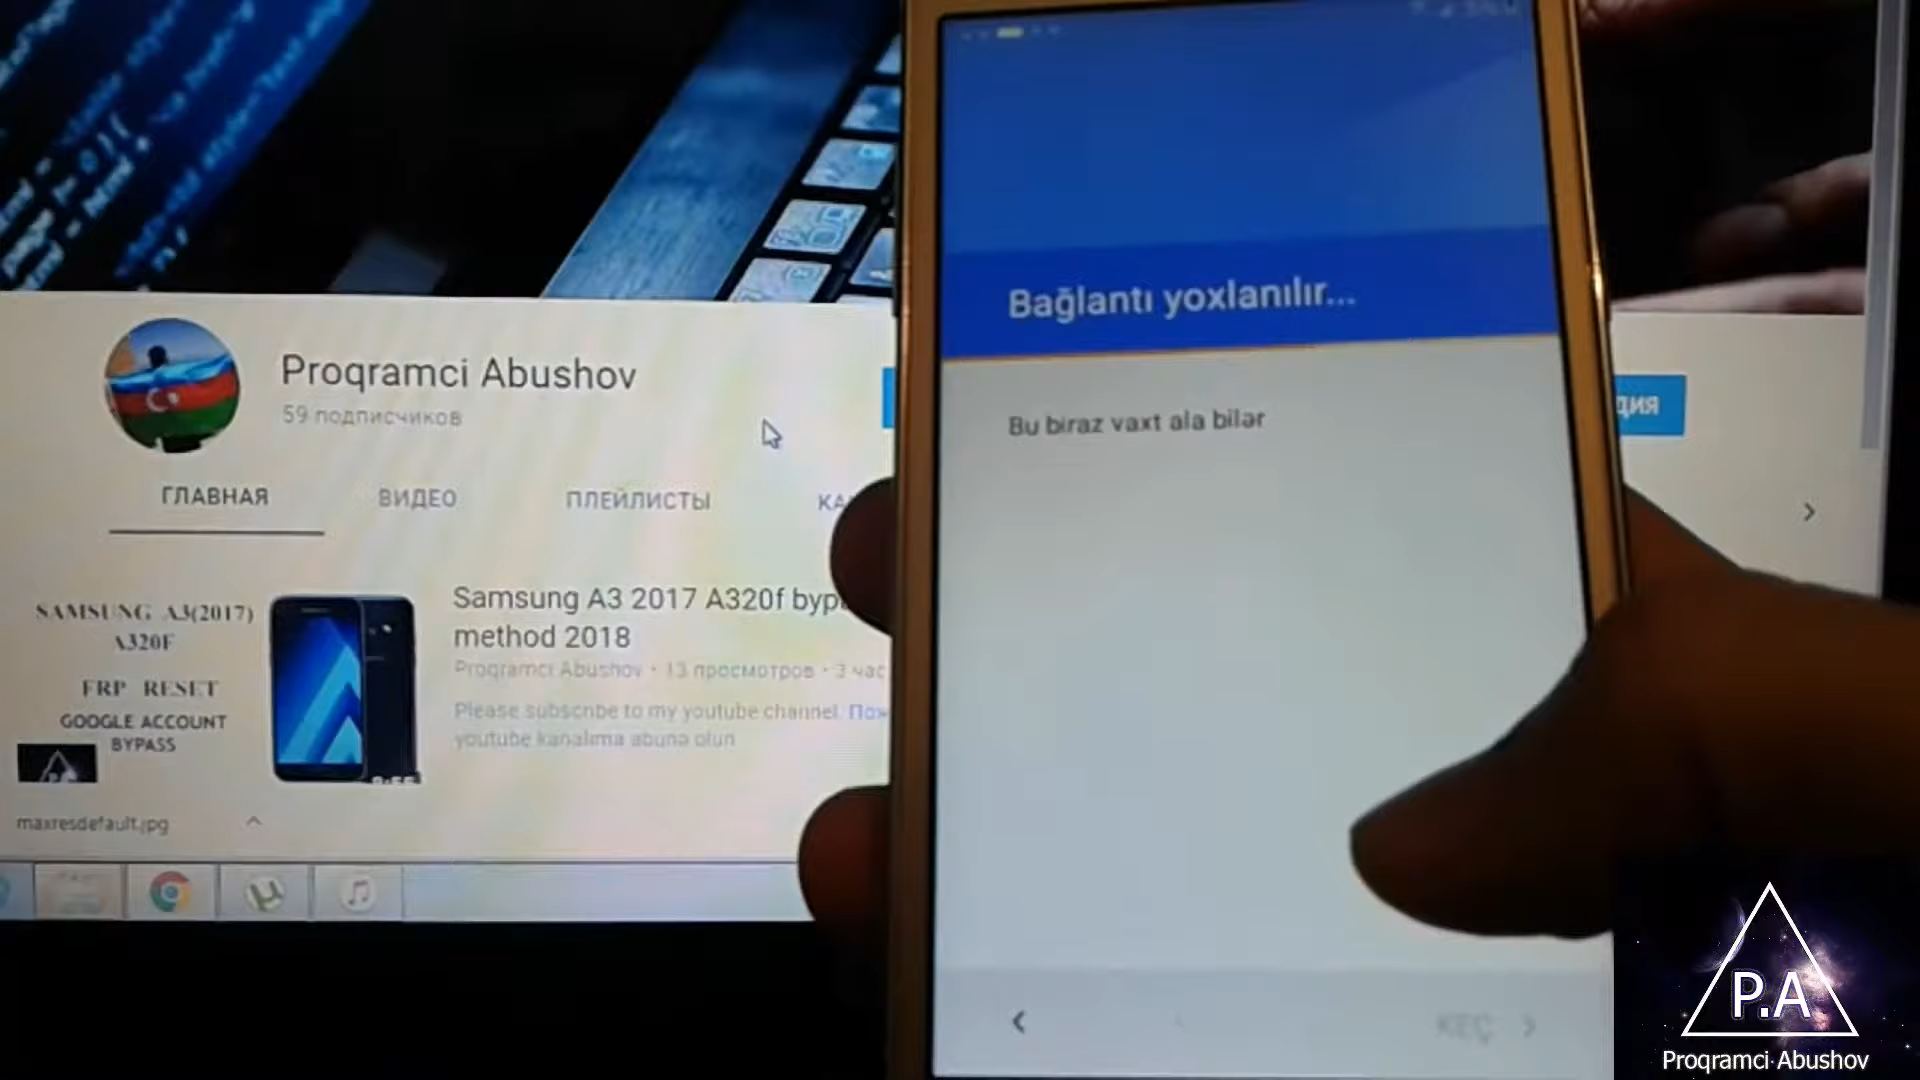 Proqramci Abushov
59 подписчиков
ГЛАВНАЯ
ВИДЕО
ПЛЕЙЛИСТЫ
SAMSUNG A3(2017)
A320F
FRP RESET
GOOGLE ACCOUNT
BYPASS
Samsung A3 2017 A320f
method 2018
Proqramci Abushov • 13 просмотров • 3
Please subscribe to my youtube channel.
youtube kanalıma abunə olun
maxresdefault.jpg
Bağlantı yoxlanılır...
Bu biraz vaxt ala bilər
KEÇ
P.A
Proqramci Abushov